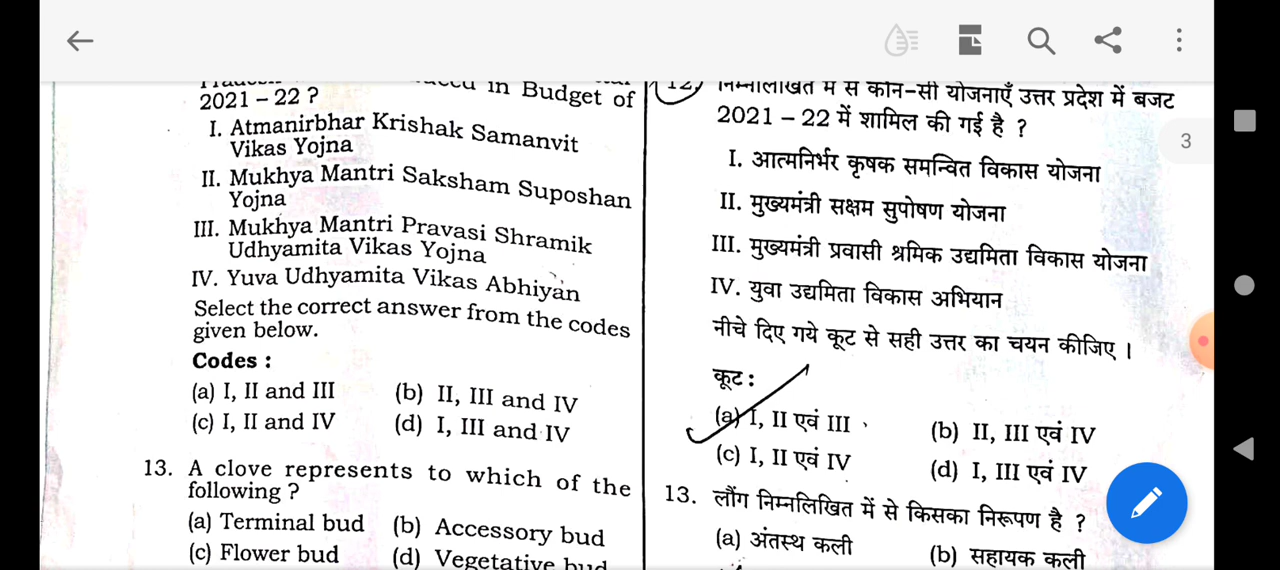 2021 – 22 ?
in Budget of
I. Atmanirbhar Krishak Samanvit
Vikas Yojna
II. Mukhya Mantri Saksham Suposhan
Yojna
III. Mukhya Mantri Pravasi Shramik
Udhyamita Vikas Yojna
IV. Yuva Udhyamita Vikas Abhiyan
Select the correct answer from the codes
given below.
Codes :
(a) I, II and III (b) II, III and IV
(c) I, II and IV (d) I, III and IV
13. A clove represents to which of the
following ?
(a) Terminal bud (b) Accessory bud
(c) Flower bud (d) Vegetative bud
12. निम्नलिखित में से कौन-सी योजनाएँ उत्तर प्रदेश में बजट
2021 – 22 में शामिल की गई है ?
I. आत्मनिर्भर कृषक समन्वित विकास योजना
II. मुख्यमंत्री सक्षम सुपोषण योजना
III. मुख्यमंत्री प्रवासी श्रमिक उद्यमिता विकास योजना
IV. युवा उद्यमिता विकास अभियान
नीचे दिए गये कूट से सही उत्तर का चयन कीजिए ।
कूट :
(a) I, II एवं III (b) II, III एवं IV
(c) I, II एवं IV (d) I, III एवं IV
13. लौंग निम्नलिखित में से किसका निरूपण है ?
(a) अंतस्थ कली (b) सहायक कली
3